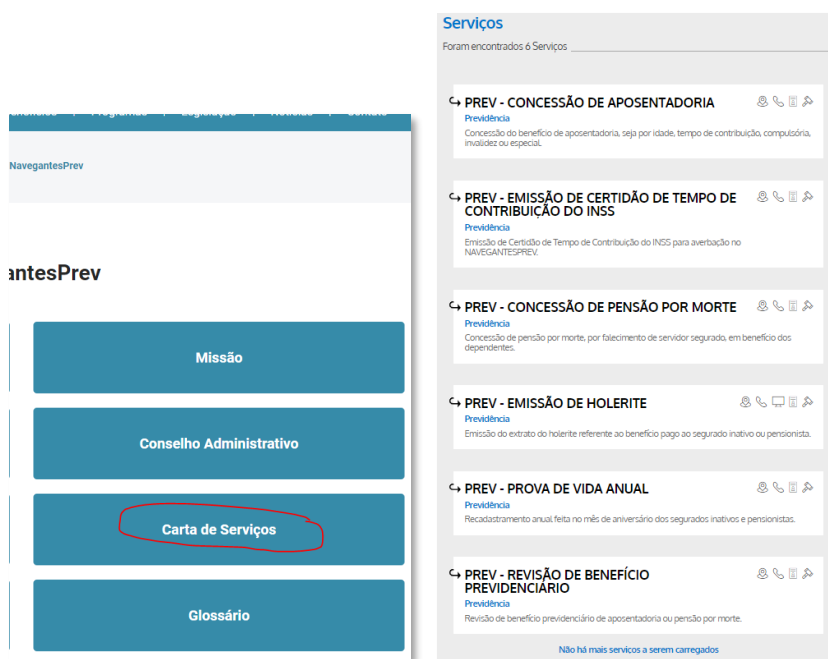 NavegantesPrev
antesPrev
Missão
Conselho Administrativo
Carta de Serviços
Glossário
Serviços
Foram encontrados 6 Serviços
PREV - CONCESSÃO DE APOSENTADORIA
Previdência
Concessão do benefício de aposentadoria, seja por idade, tempo de contribuição, compulsória,
invalidez ou especial.
PREV - EMISSÃO DE CERTIDÃO DE TEMPO DE
CONTRIBUIÇÃO DO INSS
Previdência
Emissão de Certidão de Tempo de Contribuição do INSS para averbação no
NAVEGANTESPREV.
PREV - CONCESSÃO DE PENSÃO POR MORTE
Previdência
Concessão de pensão por morte, por falecimento de servidor segurado, em benefício dos
dependentes.
PREV - EMISSÃO DE HOLERITE
Previdência
Emissão do extrato do holerite referente ao benefício pago ao segurado inativo ou pensionista.
PREV - PROVA DE VIDA ANUAL
Previdência
Recadastramento anual feita no mês de aniversário dos segurados inativos e pensionistas.
PREV - REVISÃO DE BENEFÍCIO
PREVIDENCIÁRIO
Previdência
Revisão de benefício previdenciário de aposentadoria ou pensão por morte.
Não há mais serviços a serem carregados